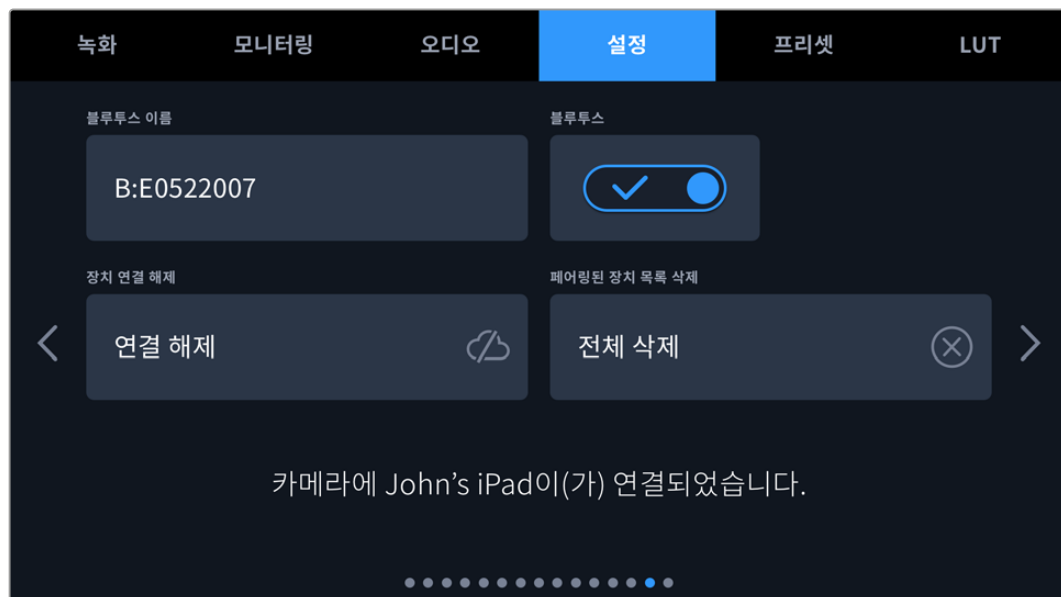 녹화 모니터링 오디오 설정 프리셋 LUT
블루투스 이름 블루투스
B:E0522007
장치 연결 해제 페어링된 장치 목록 삭제
연결 해제 전체 삭제
카메라에 John’s iPad이(가) 연결되었습니다.